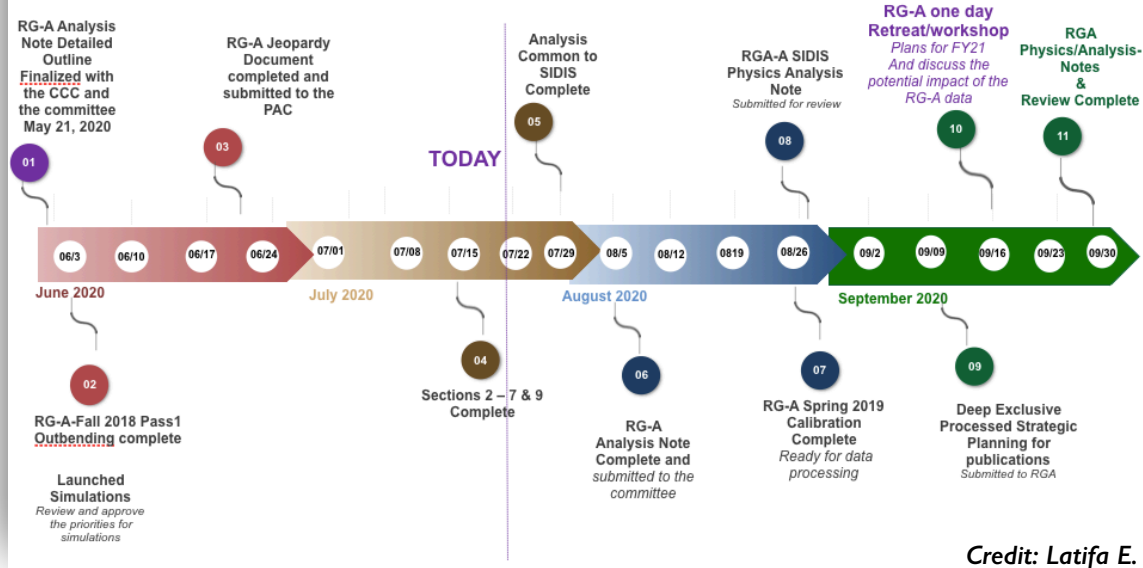 RG-A Analysis
Note Detailed
Outline
Finalized with
the CCC and
the committee
May 21, 2020
01
RG-A Jeopardy
Document
completed and
submitted to the
PAC
03
TODAY
Analysis
Common to
SIDIS
Complete
05
RGA-A SIDIS
Physics Analysis
Note
Submitted for review
08
RG-A one day
Retreat/workshop
Plans for FY21
And discuss the
potential impact of the
RG-A data
10
RGA
Physics/Analysis-
Notes
&
Review Complete
11
06/3 06/10 06/17 06/24 07/01 07/08 07/15 07/22 07/29 08/5 08/12 0819 08/26 09/2 09/09 09/16 09/23 09/30
June 2020
July 2020
August 2020
September 2020
02
RG-A-Fall 2018 Pass1
Outbending complete
Launched
Simulations
Review and approve
the priorities for
simulations
04
Sections 2 – 7 & 9
Complete
06
RG-A
Analysis Note
Complete and
submitted to the
committee
07
RG-A Spring 2019
Calibration
Complete
Ready for data
processing
09
Deep Exclusive
Processed Strategic
Planning for
publications
Submitted to RGA
Credit: Latifa E.